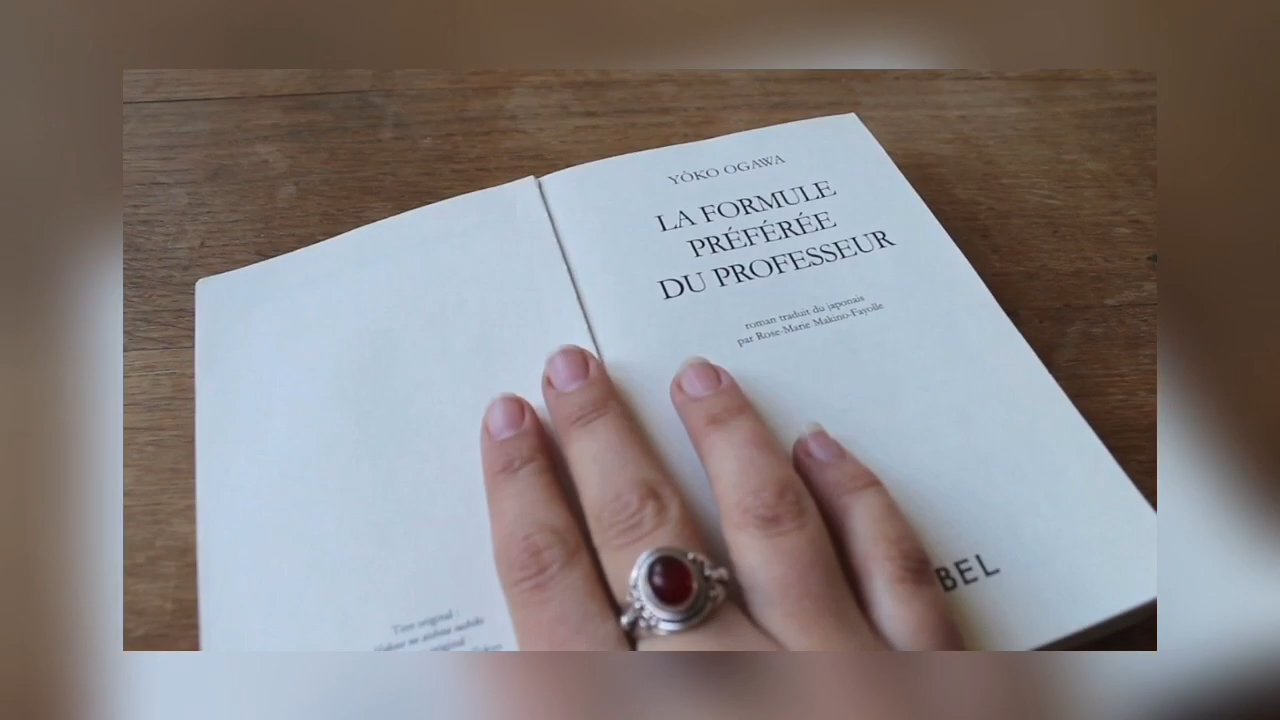 YÔKO OGAWA
LA FORMULE
PRÉFÉRÉE
DU PROFESSEUR
roman traduit du japonais
par Rose-Marie Makino-Fayolle
BEL
Titre original :
original :